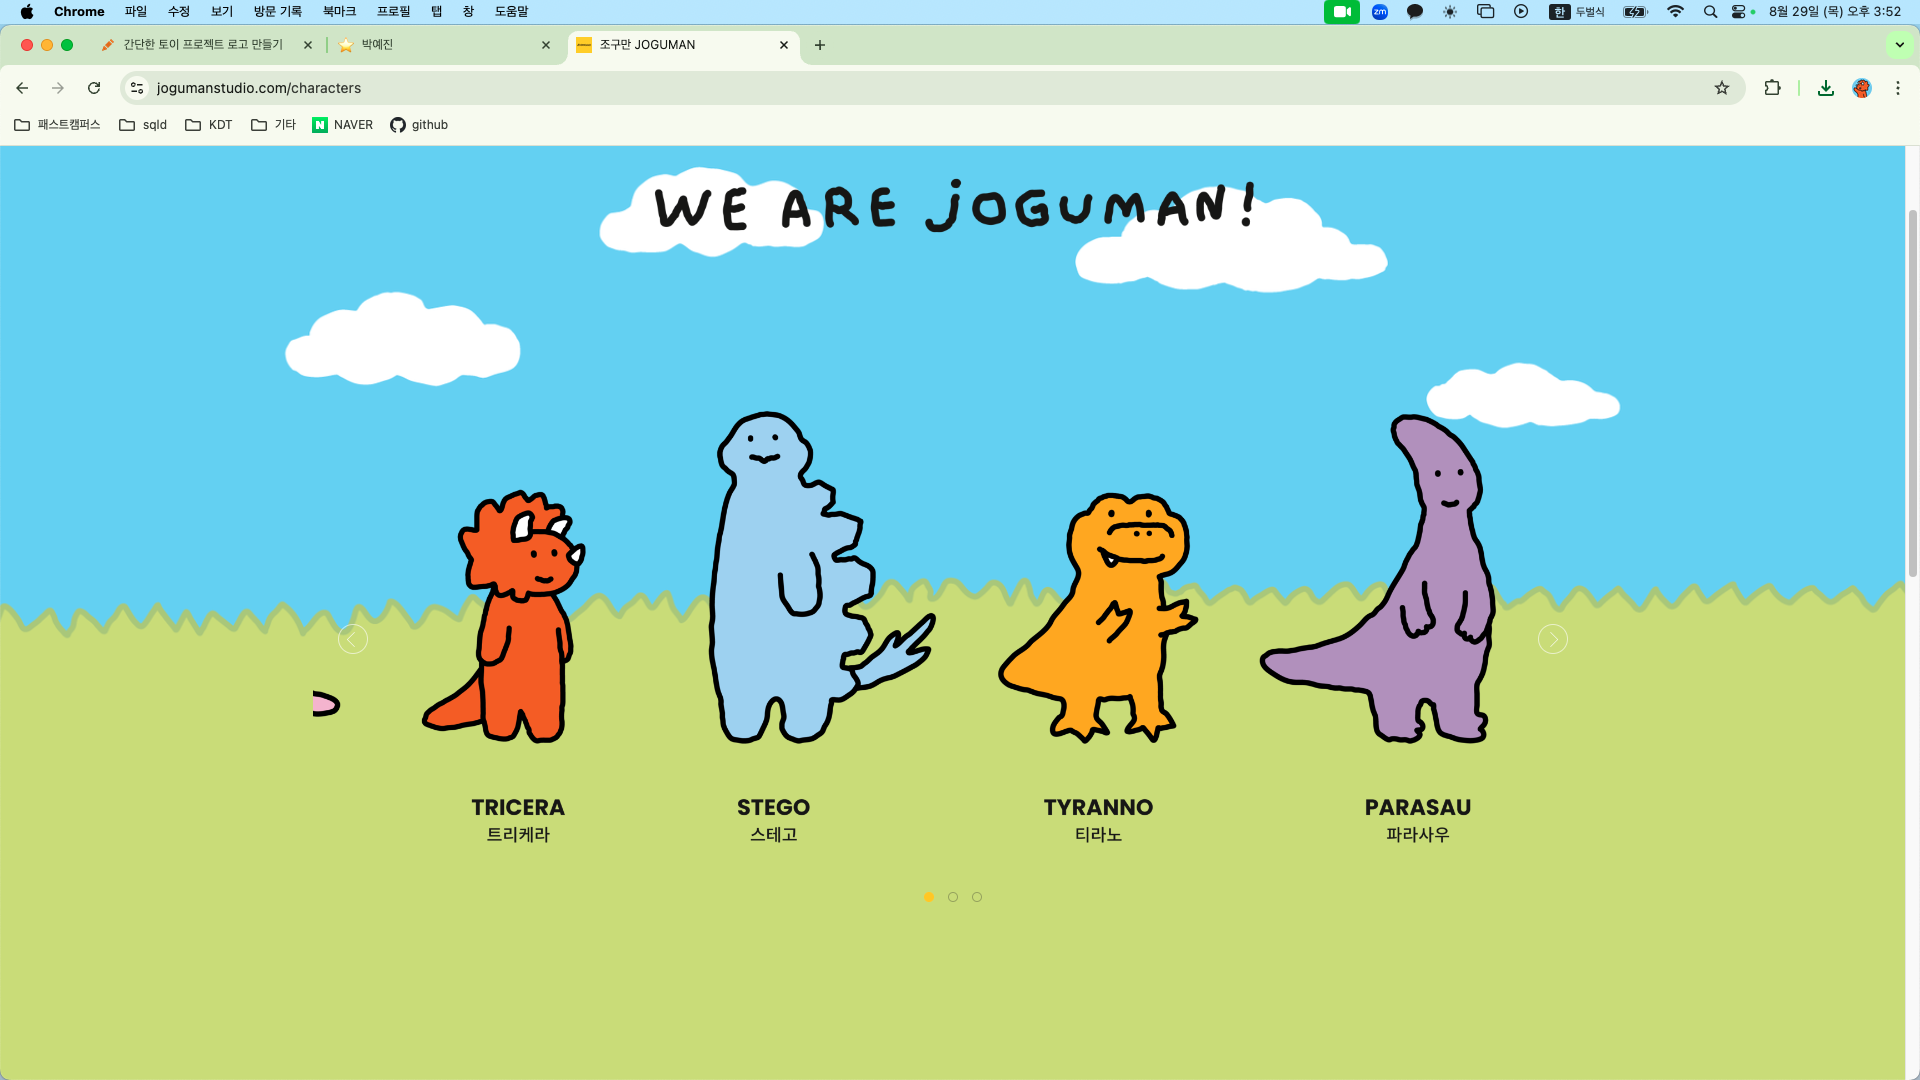 Chrome 파일 수정 보기 방문 기록 북마크 프로필 탭 창 도움말 zm 한 두벌식 8월 29일 (목) 오후 3:52
간단한 토이 프로젝트 로고 만들기 박예진 조구만 JOGUMAN
jogumanstudio.com/characters
패스트캠퍼스 sqld KDT 기타 N NAVER github
WE ARE JOGUMAN!
TRICERA STEGO TYRANNO PARASAU
트리케라 스테고 티라노 파라사우